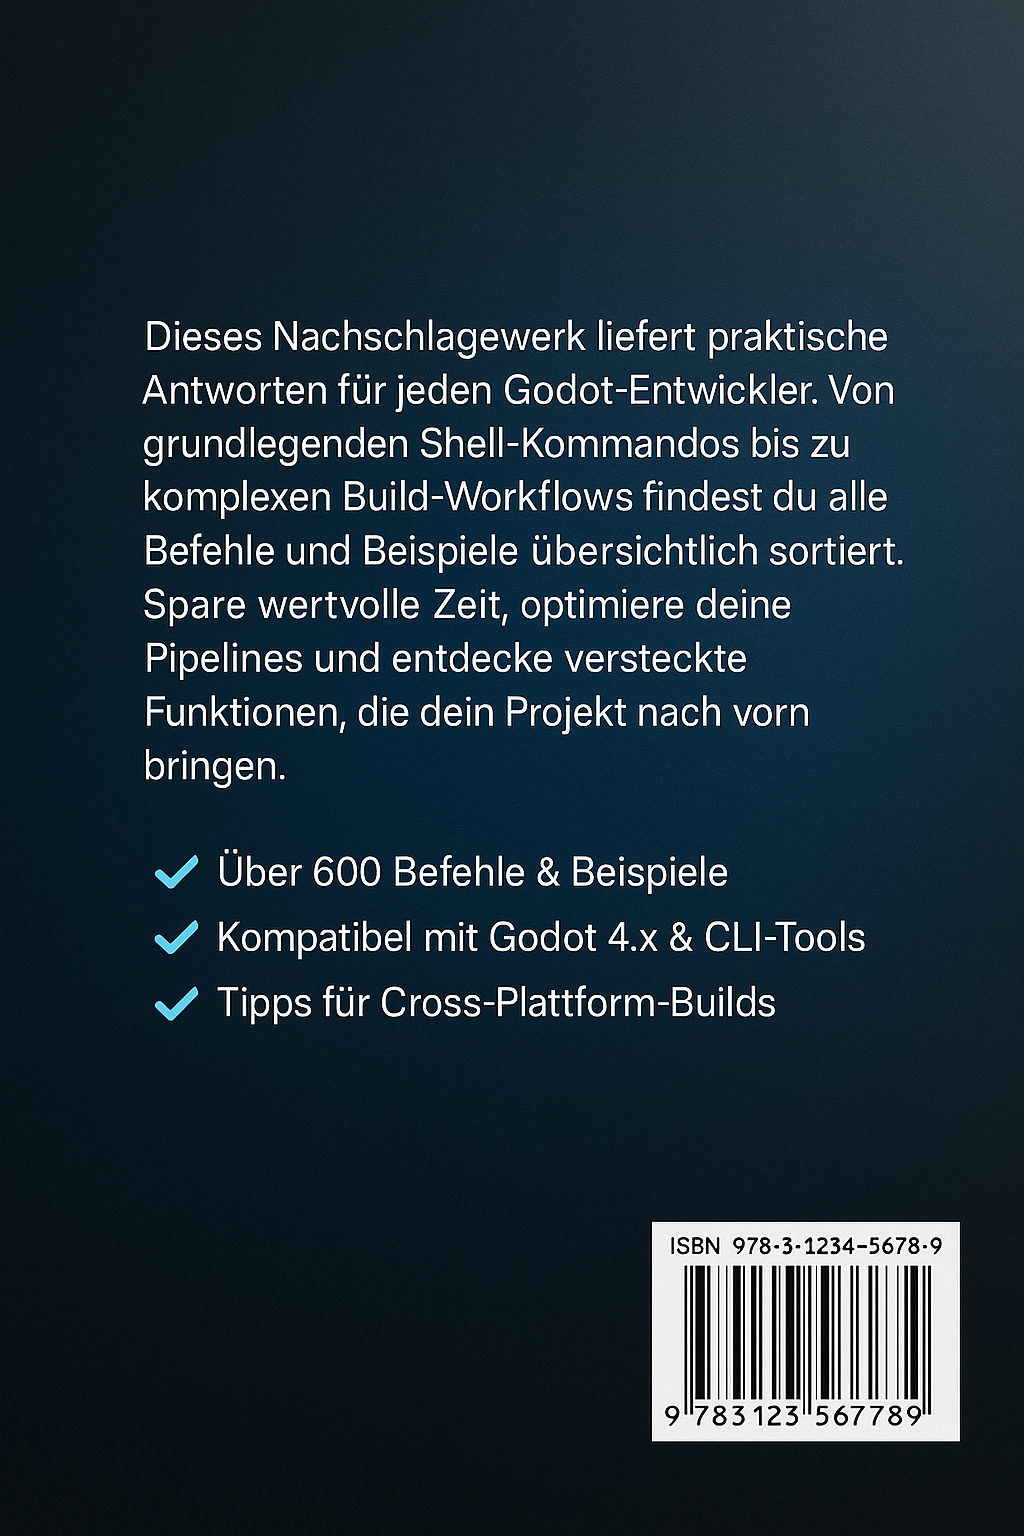 Dieses Nachschlagewerk liefert praktische
Antworten für jeden Godot-Entwickler. Von
grundlegenden Shell-Kommandos bis zu
komplexen Build-Workflows findest du alle
Befehle und Beispiele übersichtlich sortiert.
Spare wertvolle Zeit, optimiere deine
Pipelines und entdecke versteckte
Funktionen, die dein Projekt nach vorn
bringen.
Über 600 Befehle & Beispiele
Kompatibel mit Godot 4.x & CLI-Tools
Tipps für Cross-Plattform-Builds
ISBN 978-3-1234-5678-9
9 783123 567789